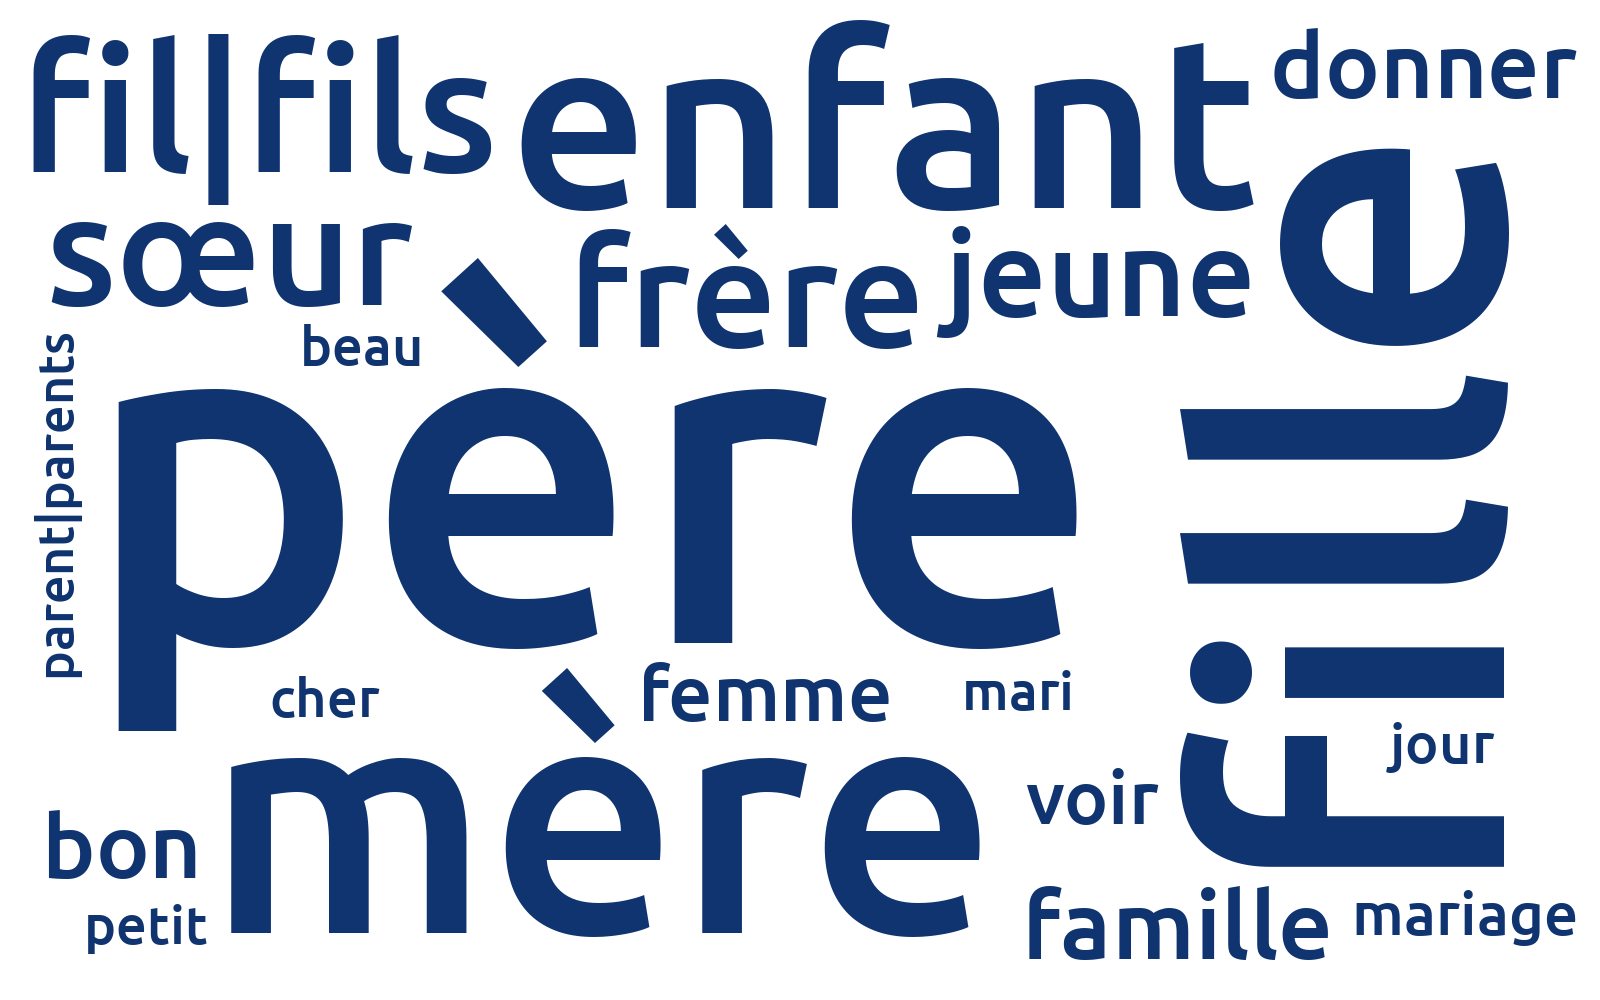 fil|fils
enfant
donner
sœur
frère
jeune
fille
beau
parent|parents
père
cher
femme
mari
jour
mère
voir
bon
petit
famille
mariage